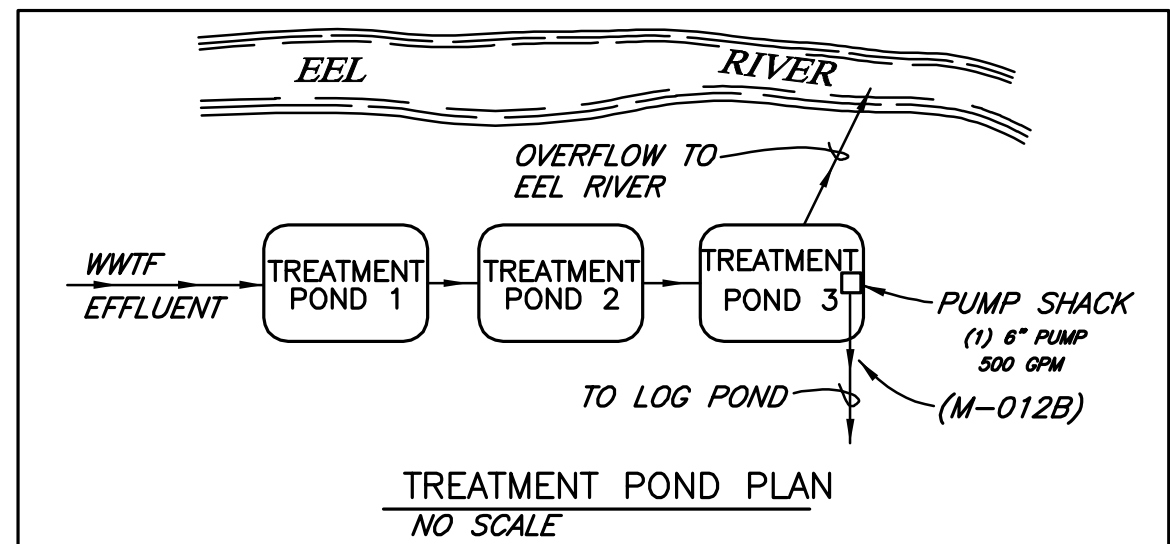 EEL RIVER
OVERFLOW TO
EEL RIVER
WWTF
EFFLUENT
TREATMENT
POND 1
TREATMENT
POND 2
TREATMENT
POND 3
PUMP SHACK
(1) 6" PUMP
500 GPM
TO LOG POND
(M-012B)
TREATMENT POND PLAN
NO SCALE